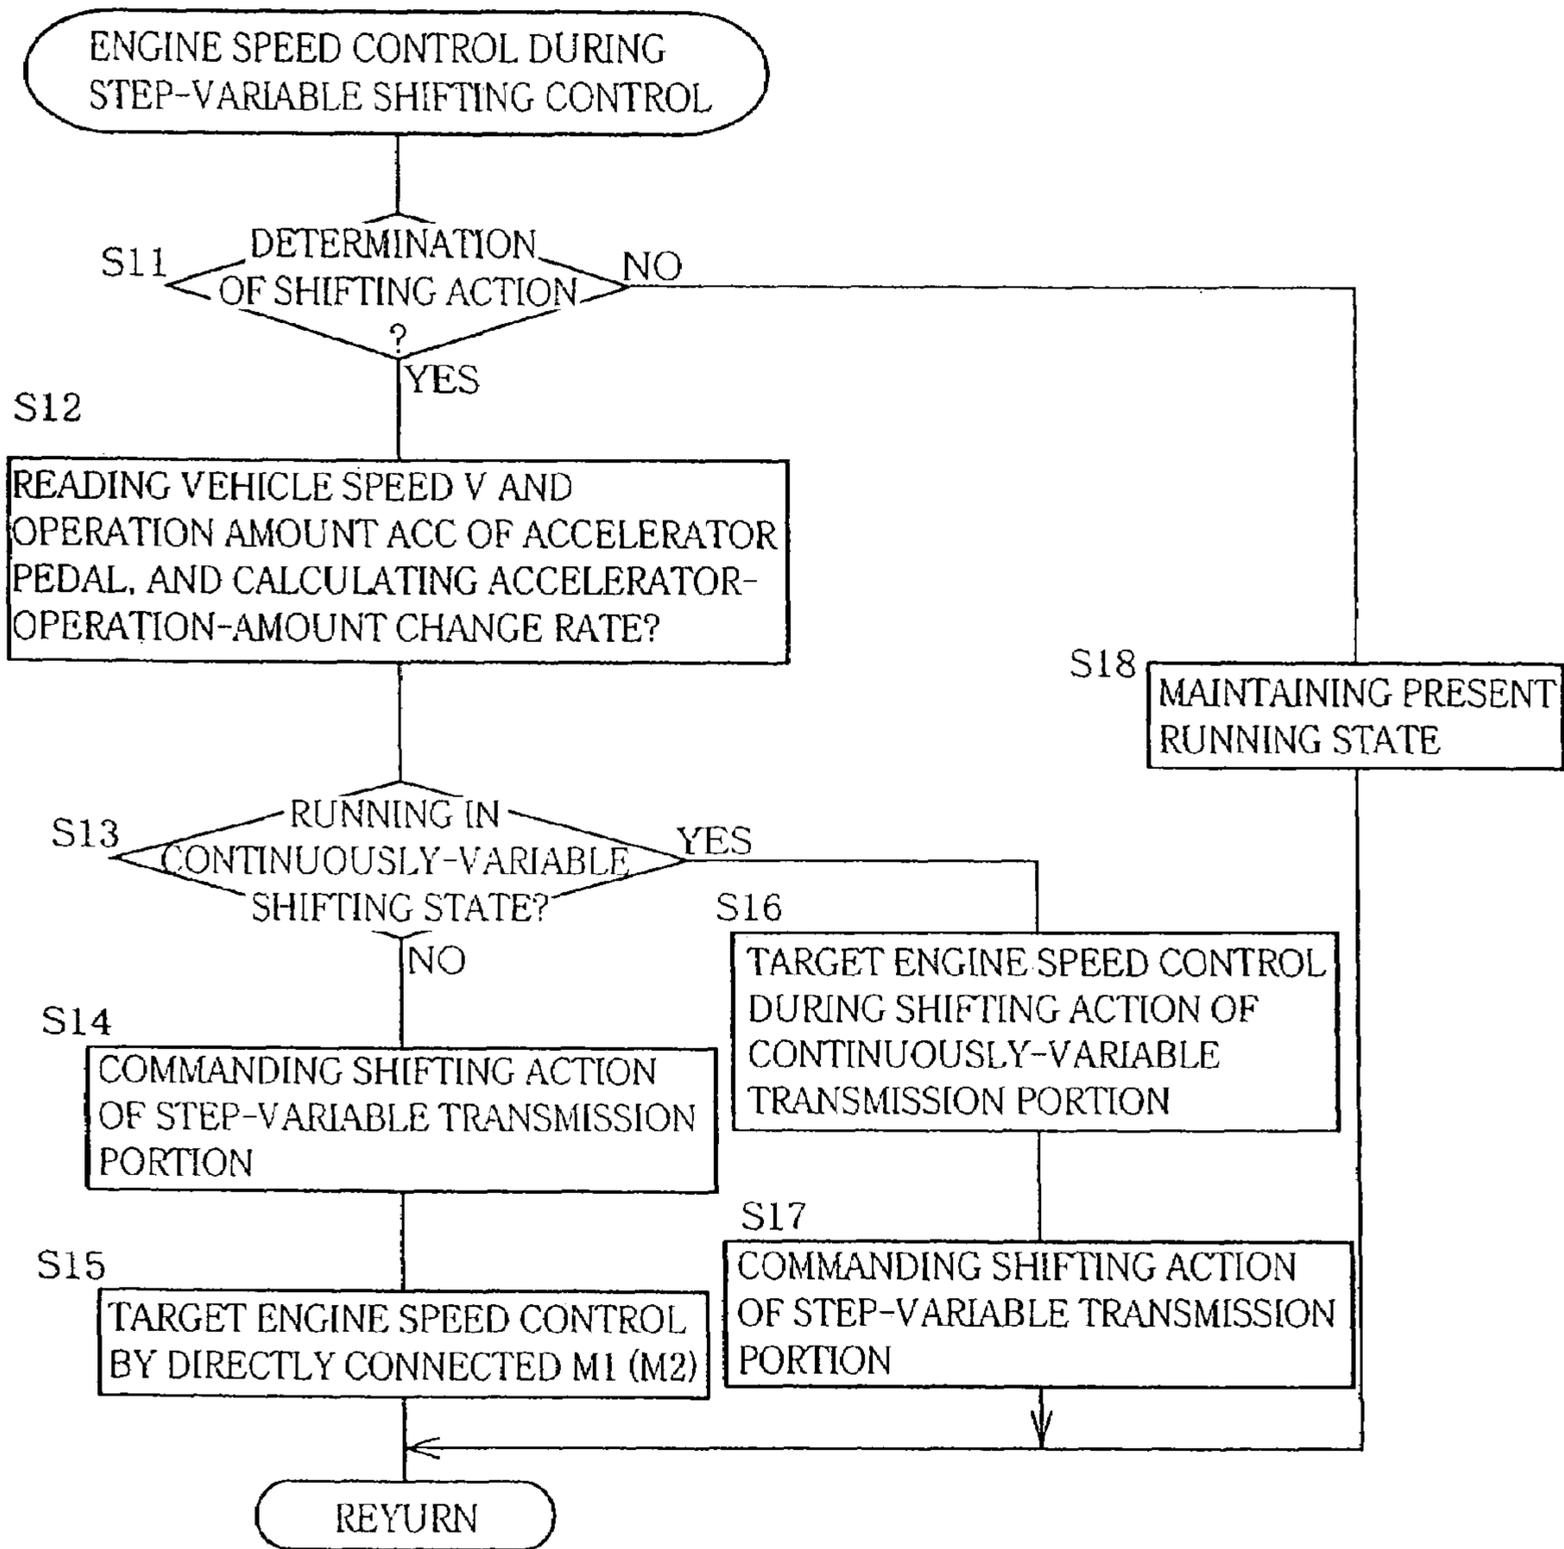 ENGINE SPEED CONTROL DURING
STEP-VARIABLE SHIFTING CONTROL
S11
DETERMINATION
OF SHIFTING ACTION
?
NO
YES
S12
READING VEHICLE SPEED V AND
OPERATION AMOUNT ACC OF ACCELERATOR
PEDAL, AND CALCULATING ACCELERATOR-
OPERATION-AMOUNT CHANGE RATE?
S18
MAINTAINING PRESENT
RUNNING STATE
S13
RUNNING IN
CONTINUOUSLY-VARIABLE
SHIFTING STATE?
YES
NO
S16
TARGET ENGINE SPEED CONTROL
DURING SHIFTING ACTION OF
CONTINUOUSLY-VARIABLE
TRANSMISSION PORTION
S14
COMMANDING SHIFTING ACTION
OF STEP-VARIABLE TRANSMISSION
PORTION
S17
COMMANDING SHIFTING ACTION
OF STEP-VARIABLE TRANSMISSION
PORTION
S15
TARGET ENGINE SPEED CONTROL
BY DIRECTLY CONNECTED M1 (M2)
REYURN